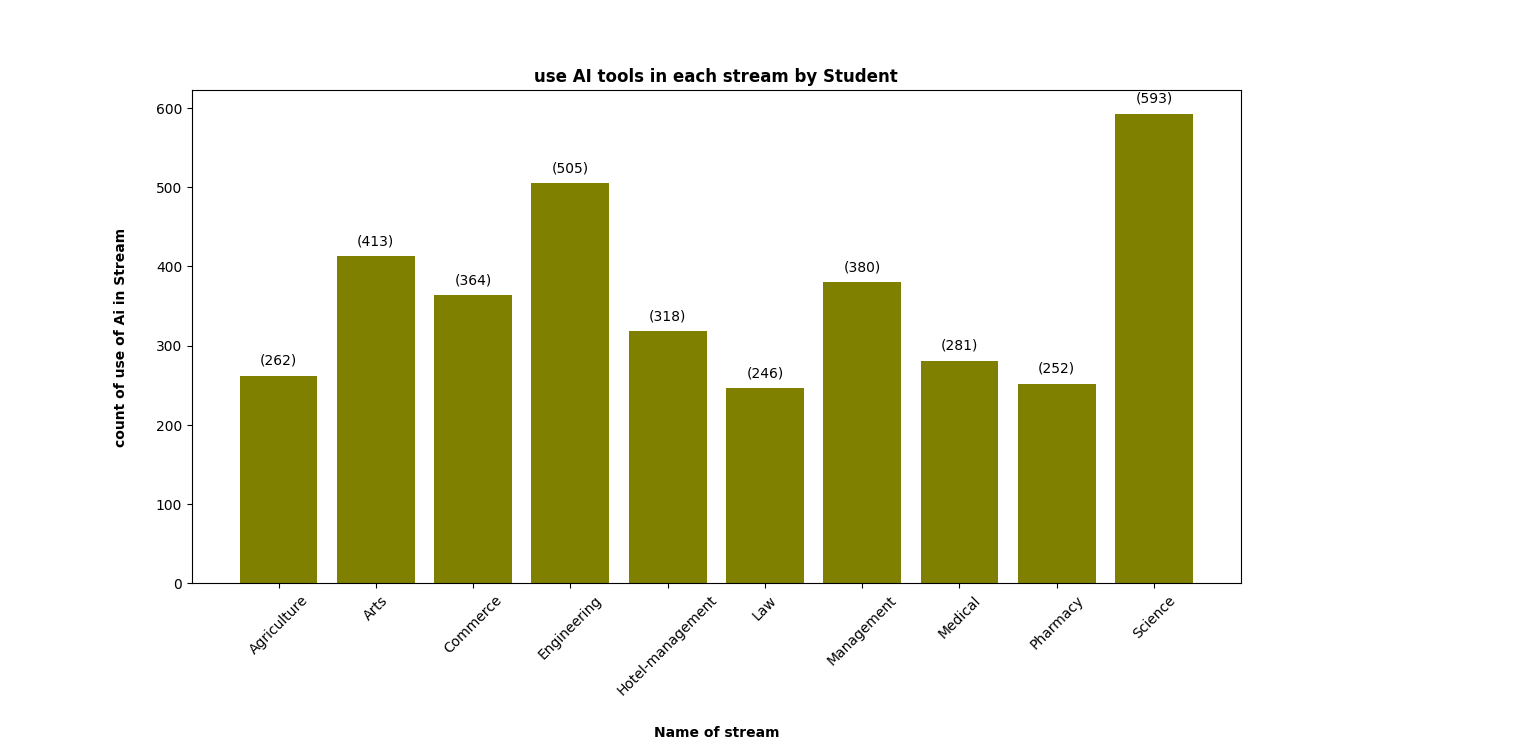 use AI tools in each stream by Student
count of use of Ai in Stream
600
500
400
300
200
100
0
(262)
(413)
(364)
(505)
(318)
(246)
(380)
(281)
(252)
(593)
Agriculture
Arts
Commerce
Engineering
Hotel-management
Law
Management
Medical
Pharmacy
Science
Name of stream